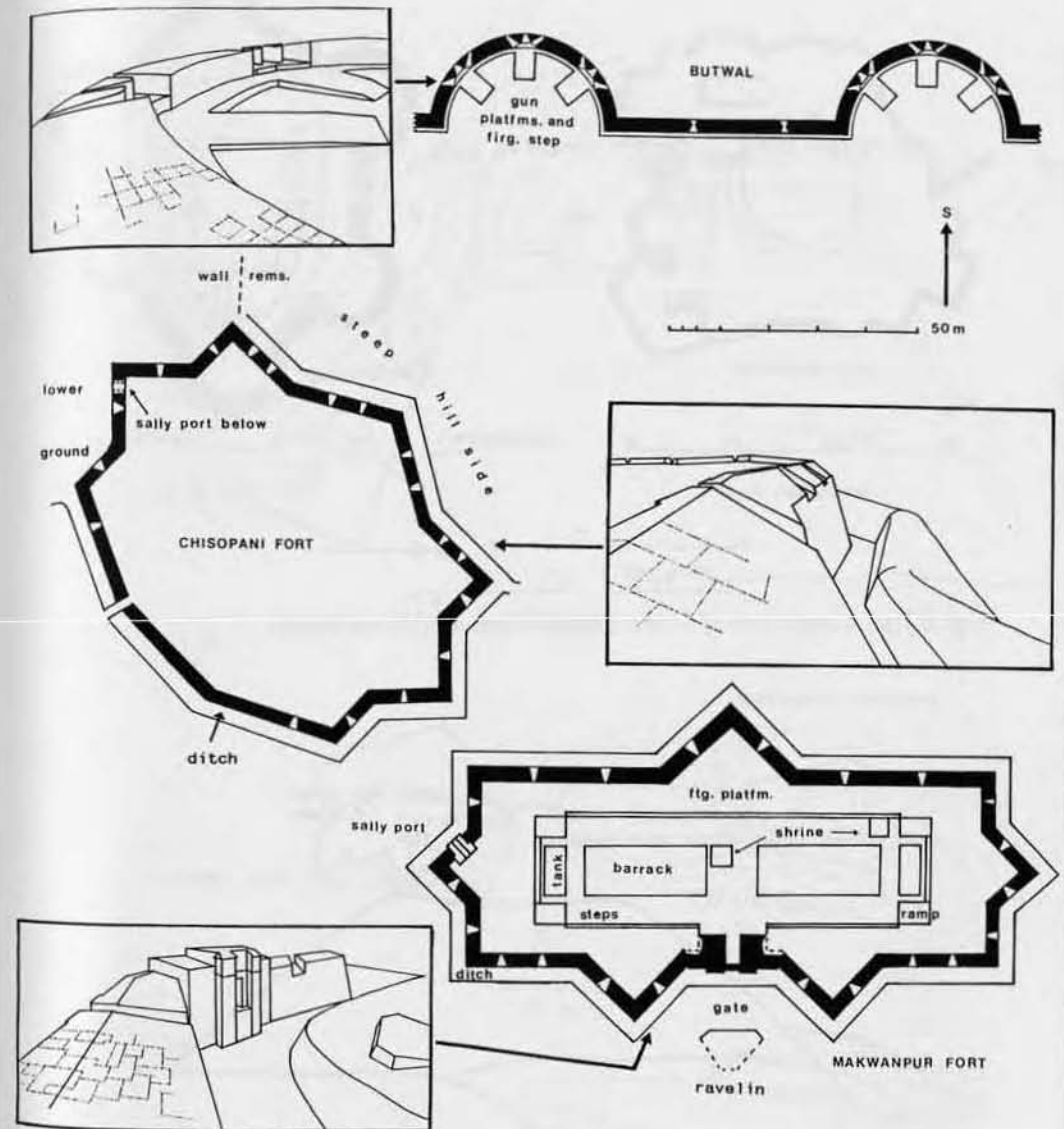 BUTWAL
gun
platfms. and
firg. step
S
50 m
wall rems.
steep
hill side
lower
ground
sally port below
CHISOPANI FORT
ditch
ftg. platfm.
sally port
shrine
tank
barrack
steps
ramp
ditch
gate
ravelin
MAKWANPUR FORT